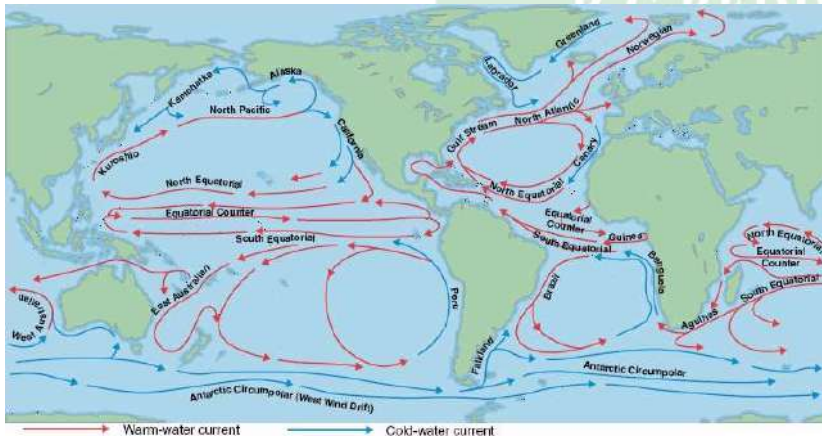 Greenland
Norwegian
Labrador
Alaska
Kamchatka
North Pacific
California
Kuroshio
Gulf Stream
North Atlantic
Canary
North Equatorial
North Equatorial
Equatorial Counter
South Equatorial
Equatorial
Counter
Guinea
South Equatorial
North Equatorial
Equatorial
Counter
South Equatorial
East Australian
West Australian
Peru
Brazil
Benguela
Agulhas
Falkland
Antarctic Circumpolar
Antarctic Circumpolar (West Wind Drift)
Warm-water current
Cold-water current